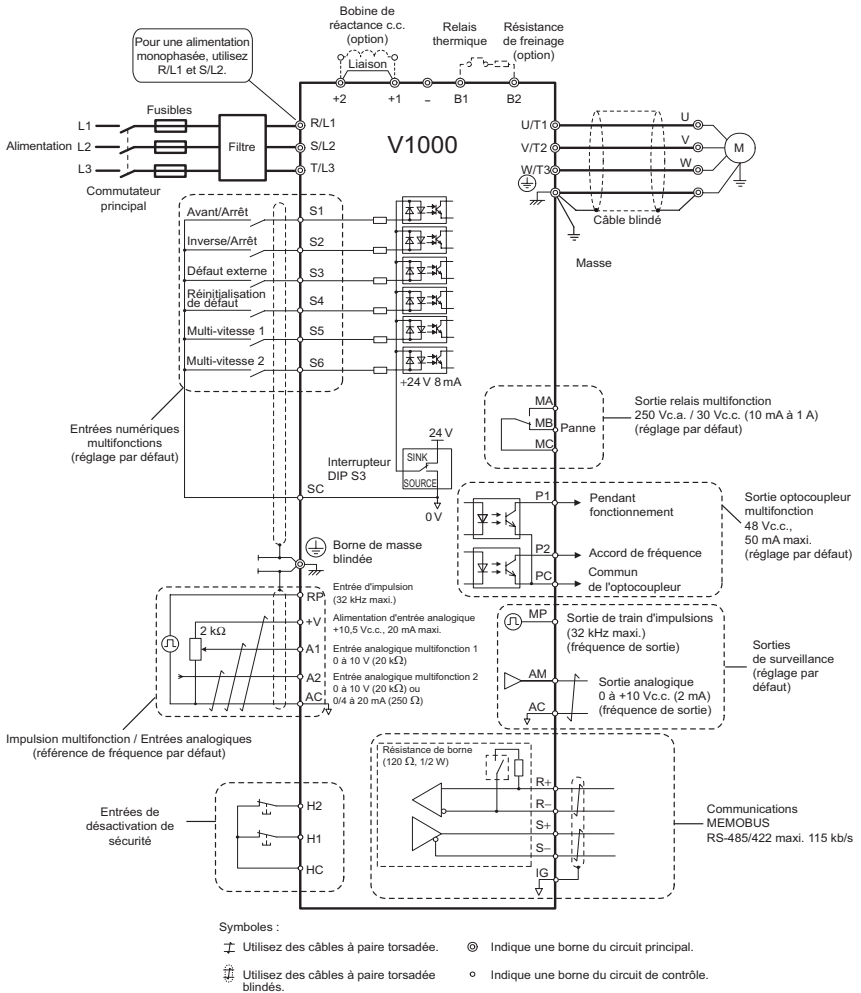 Bobine de
réactance c.c.
(option)
Liaison
Relais
thermique
Résistance
de freinage
(option)
Pour une alimentation
monophasée, utilisez
R/L1 et S/L2.
+2
+1
–
B1
B2
Fusibles
L1
Alimentation L2
L3
Filtre
R/L1
S/L2
T/L3
V1000
U/T1
V/T2
W/T3
U
V
W
M
Commutateur
principal
Câble blindé
Masse
Avant/Arrêt
S1
Inverse/Arrêt
S2
Défaut externe
S3
Réinitialisation
de défaut
S4
Multi-vitesse 1
S5
Multi-vitesse 2
S6
+24 V 8 mA
Entrées numériques
multifonctions
(réglage par défaut)
24 V
SINK
SOURCE
Interrupteur
DIP S3
SC
0 V
MA
MB
MC
Panne
Sortie relais multifonction
250 Vc.a. / 30 Vc.c. (10 mA à 1 A)
(réglage par défaut)
P1
Pendant
fonctionnement
P2
Accord de fréquence
PC
Commun
de l'optocoupleur
Sortie optocoupleur
multifonction
48 Vc.c.,
50 mA maxi.
(réglage par défaut)
Borne de masse
blindée
RP
Entrée d'impulsion
(32 kHz maxi.)
+V
Alimentation d'entrée analogique
+10,5 Vc.c., 20 mA maxi.
2 kΩ
A1
Entrée analogique multifonction 1
0 à 10 V (20 kΩ)
A2
Entrée analogique multifonction 2
0 à 10 V (20 kΩ) ou
0/4 à 20 mA (250 Ω)
AC
Impulsion multifonction / Entrées analogiques
(référence de fréquence par défaut)
MP
Sortie de train d'impulsions
(32 kHz maxi.)
(fréquence de sortie)
AM
Sortie analogique
0 à +10 Vc.c. (2 mA)
(fréquence de sortie)
AC
Sorties
de surveillance
(réglage par
défaut)
Résistance de borne
(120 Ω, 1/2 W)
R+
R–
S+
S–
IG
Communications
MEMOBUS
RS-485/422 maxi. 115 kb/s
Entrées de
désactivation de
sécurité
H2
H1
HC
Symboles :
Utilisez des câbles à paire torsadée.
Indique une borne du circuit principal.
Utilisez des câbles à paire torsadée
blindés.
Indique une borne du circuit de contrôle.